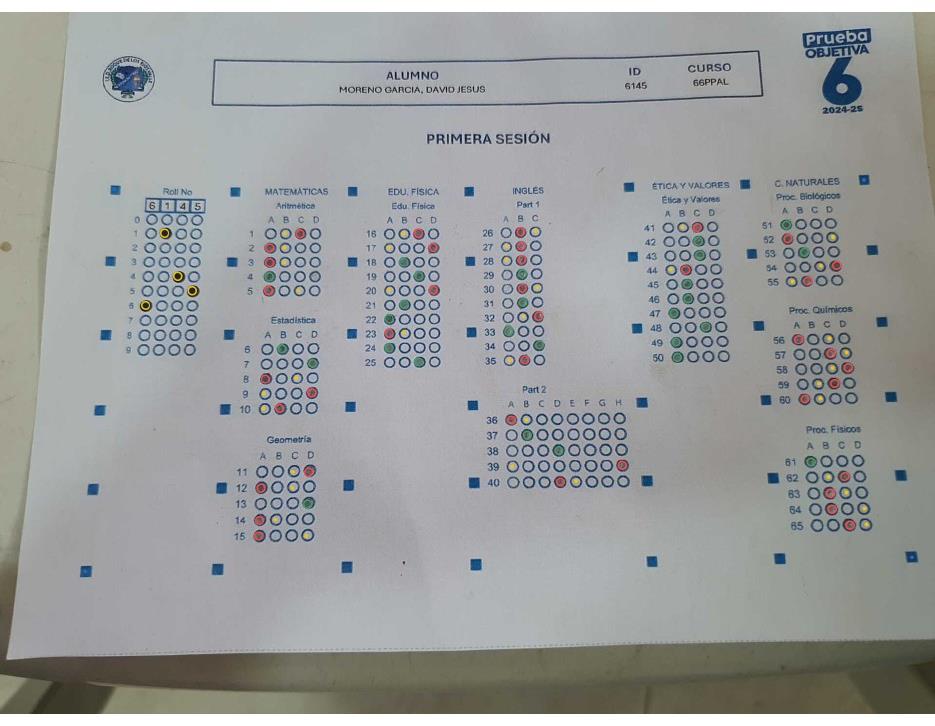 Prueba
OBJETIVA
6
2024-25
ALUMNO ID CURSO
MORENO GARCIA, DAVID JESUS 6145 66PPAL
PRIMERA SESIÓN
Roll No
6 1 4 5
0
1
2
3
4
5
6
7
8
9
MATEMÁTICAS
Aritmética
A B C D
1
2
3
4
5
Estadística
A B C D
6
7
8
9
10
Geometría
A B C D
11
12
13
14
15
EDU. FÍSICA
Edu. Física
A B C D
16
17
18
19
20
21
22
23
24
25
INGLÉS
Part 1
A B C
26
27
28
29
30
31
32
33
34
35
Part 2
A B C D E F G H
36
37
38
39
40
ÉTICA Y VALORES
Ética y Valores
A B C D
41
42
43
44
45
46
47
48
49
50
C. NATURALES
Proc. Biológicos
A B C D
51
52
53
54
55
Proc. Químicos
A B C D
56
57
58
59
60
Proc. Físicos
A B C D
61
62
63
64
65